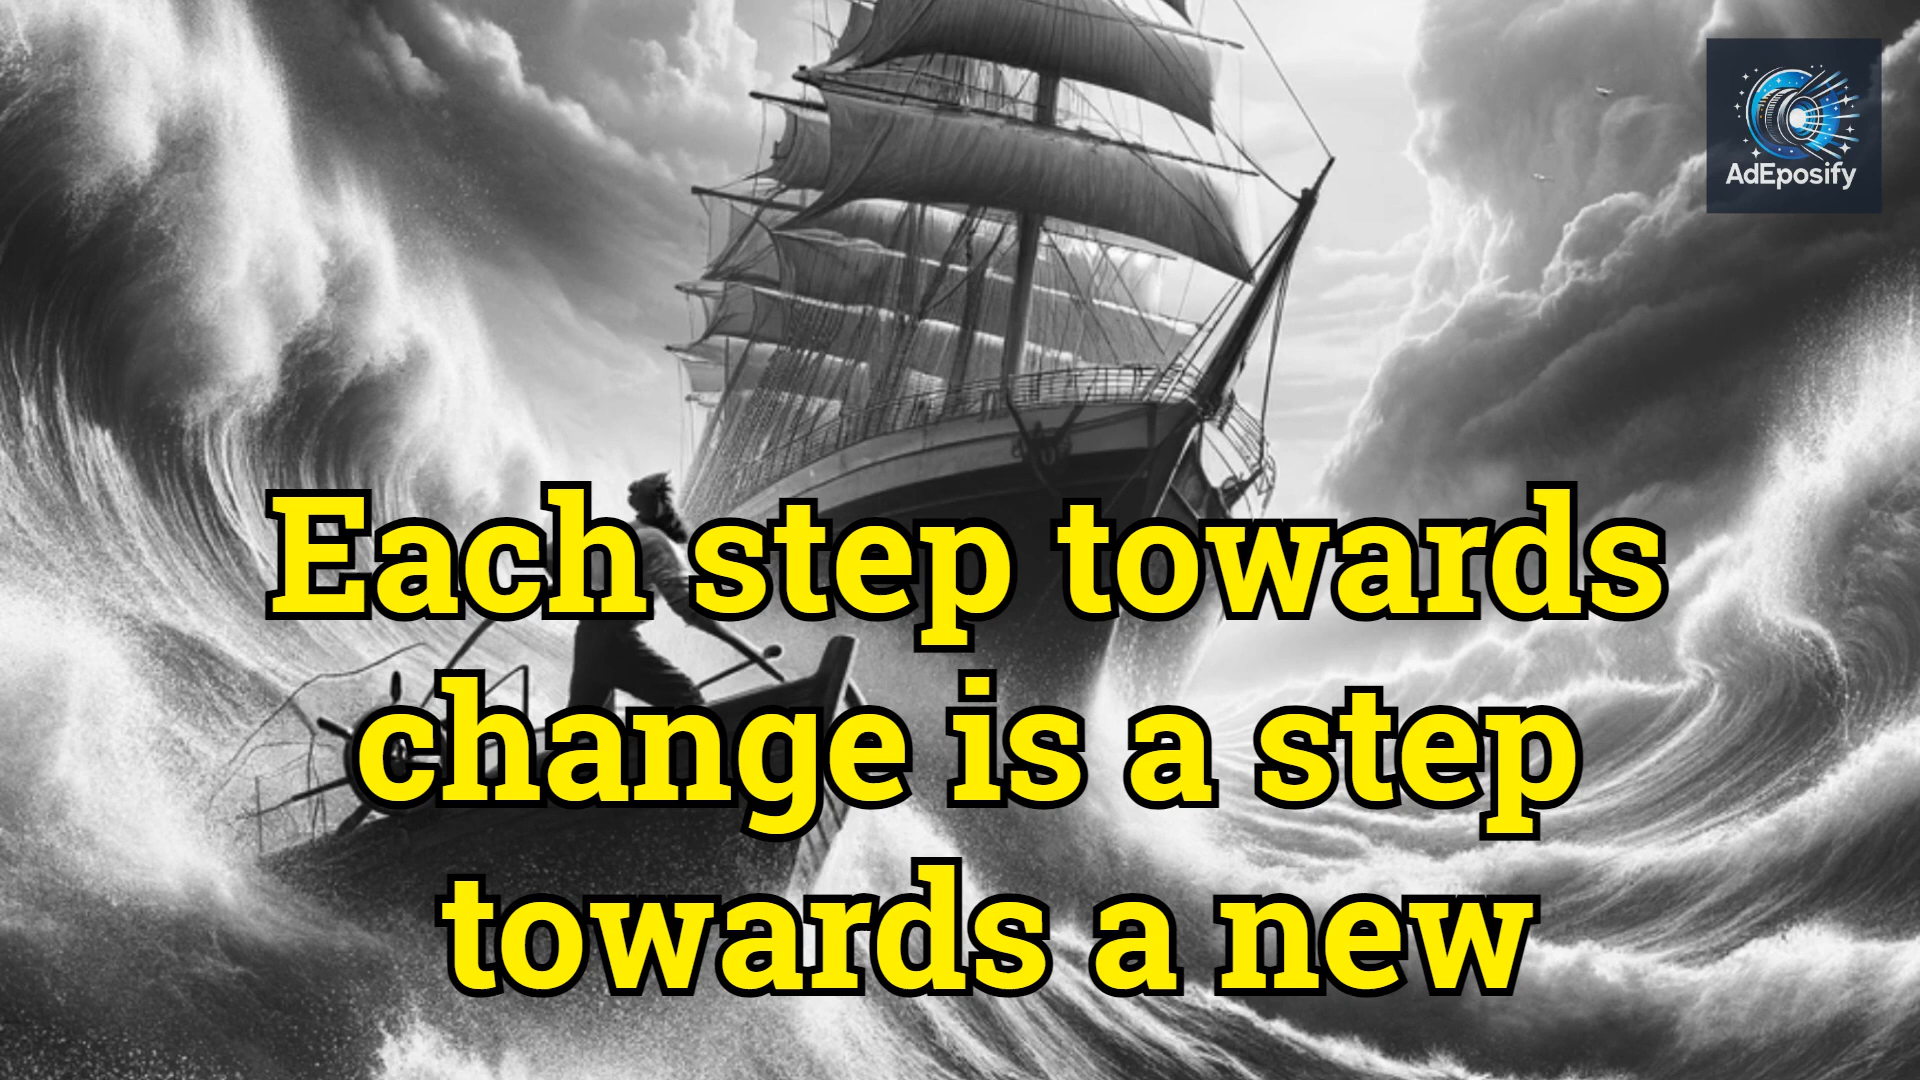 AdEposify
Each step towards
change is a step
towards a new